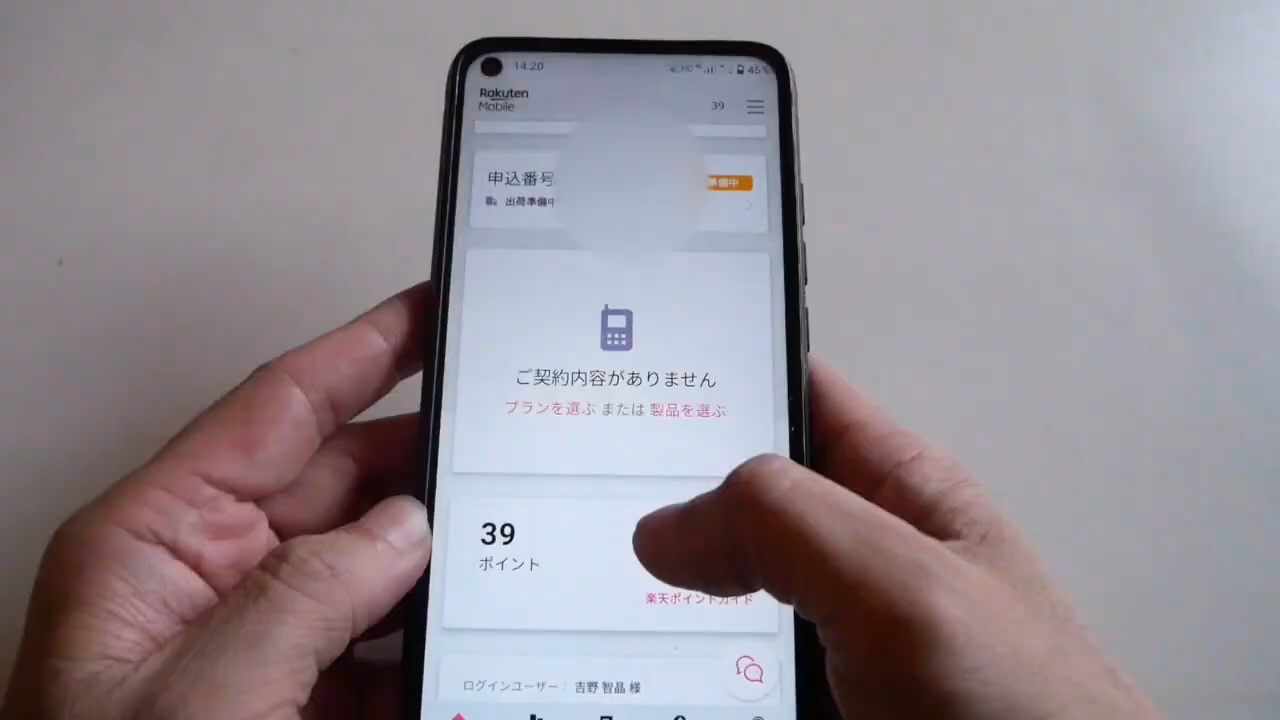 14:20
45%
Rakuten
Mobile
39
申込番号
準備中
出荷準備中
ご契約内容がありません
プランを選ぶ または 製品を選ぶ
39
ポイント
楽天ポイントガイド
ログインユーザー： 吉野 智晶 様